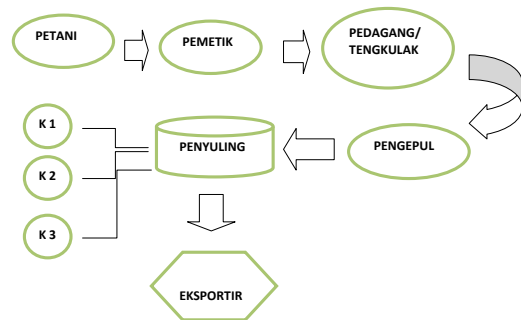 PETANI
PEMETIK
PEDAGANG/
TENGKULAK
K 1
PENYULING
PENGEPUL
K 2
K 3
EKSPORTIR